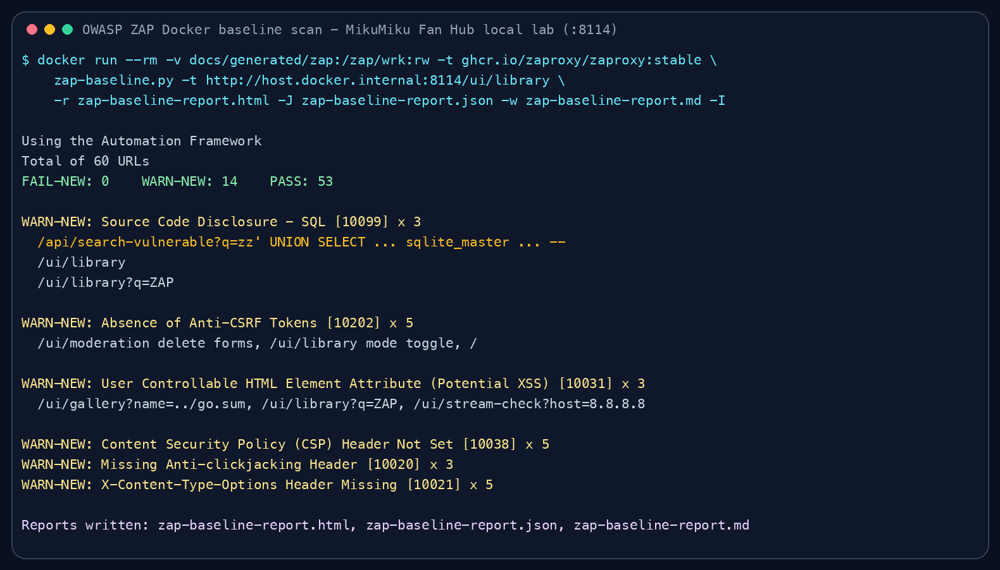 OWASP ZAP Docker baseline scan — MikuMiku Fan Hub local lab (:8114)
$ docker run --rm -v docs/generated/zap:/zap/wrk:rw -t ghcr.io/zaproxy/zaproxy:stable \
zap-baseline.py -t http://host.docker.internal:8114/ui/library \
-r zap-baseline-report.html -J zap-baseline-report.json -w zap-baseline-report.md -I
Using the Automation Framework
Total of 60 URLs
FAIL-NEW: 0    WARN-NEW: 14    PASS: 53
WARN-NEW: Source Code Disclosure - SQL [10099] x 3
/api/search-vulnerable?q=zz' UNION SELECT ... sqlite_master ... --
/ui/library
/ui/library?q=ZAP
WARN-NEW: Absence of Anti-CSRF Tokens [10202] x 5
/ui/moderation delete forms, /ui/library mode toggle, /
WARN-NEW: User Controllable HTML Element Attribute (Potential XSS) [10031] x 3
/ui/gallery?name=../go.sum, /ui/library?q=ZAP, /ui/stream-check?host=8.8.8.8
WARN-NEW: Content Security Policy (CSP) Header Not Set [10038] x 5
WARN-NEW: Missing Anti-clickjacking Header [10020] x 3
WARN-NEW: X-Content-Type-Options Header Missing [10021] x 5
Reports written: zap-baseline-report.html, zap-baseline-report.json, zap-baseline-report.md